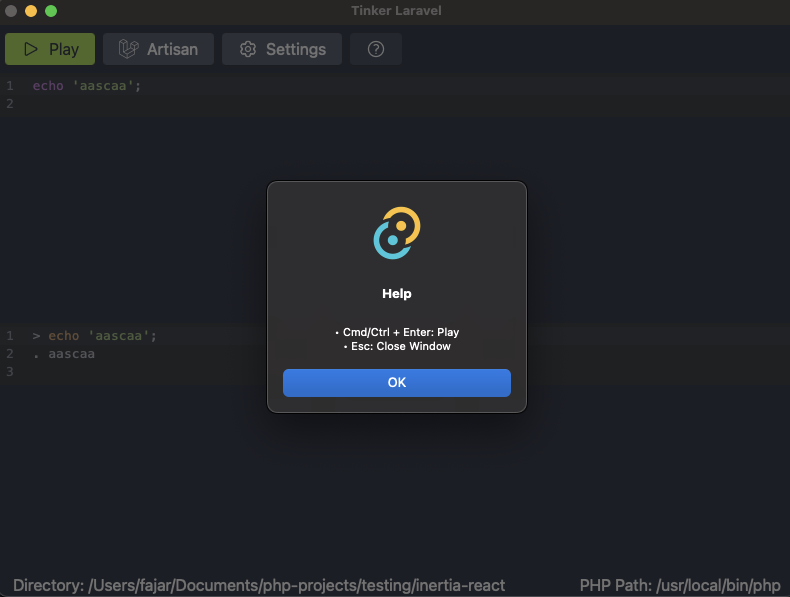 Tinker Laravel
Play Artisan Settings ?
1 echo 'aascaa';
2
Help
• Cmd/Ctrl + Enter: Play
• Esc: Close Window
OK
1 > echo 'aascaa';
2 . aascaa
3
Directory: /Users/fajar/Documents/php-projects/testing/inertia-react PHP Path: /usr/local/bin/php